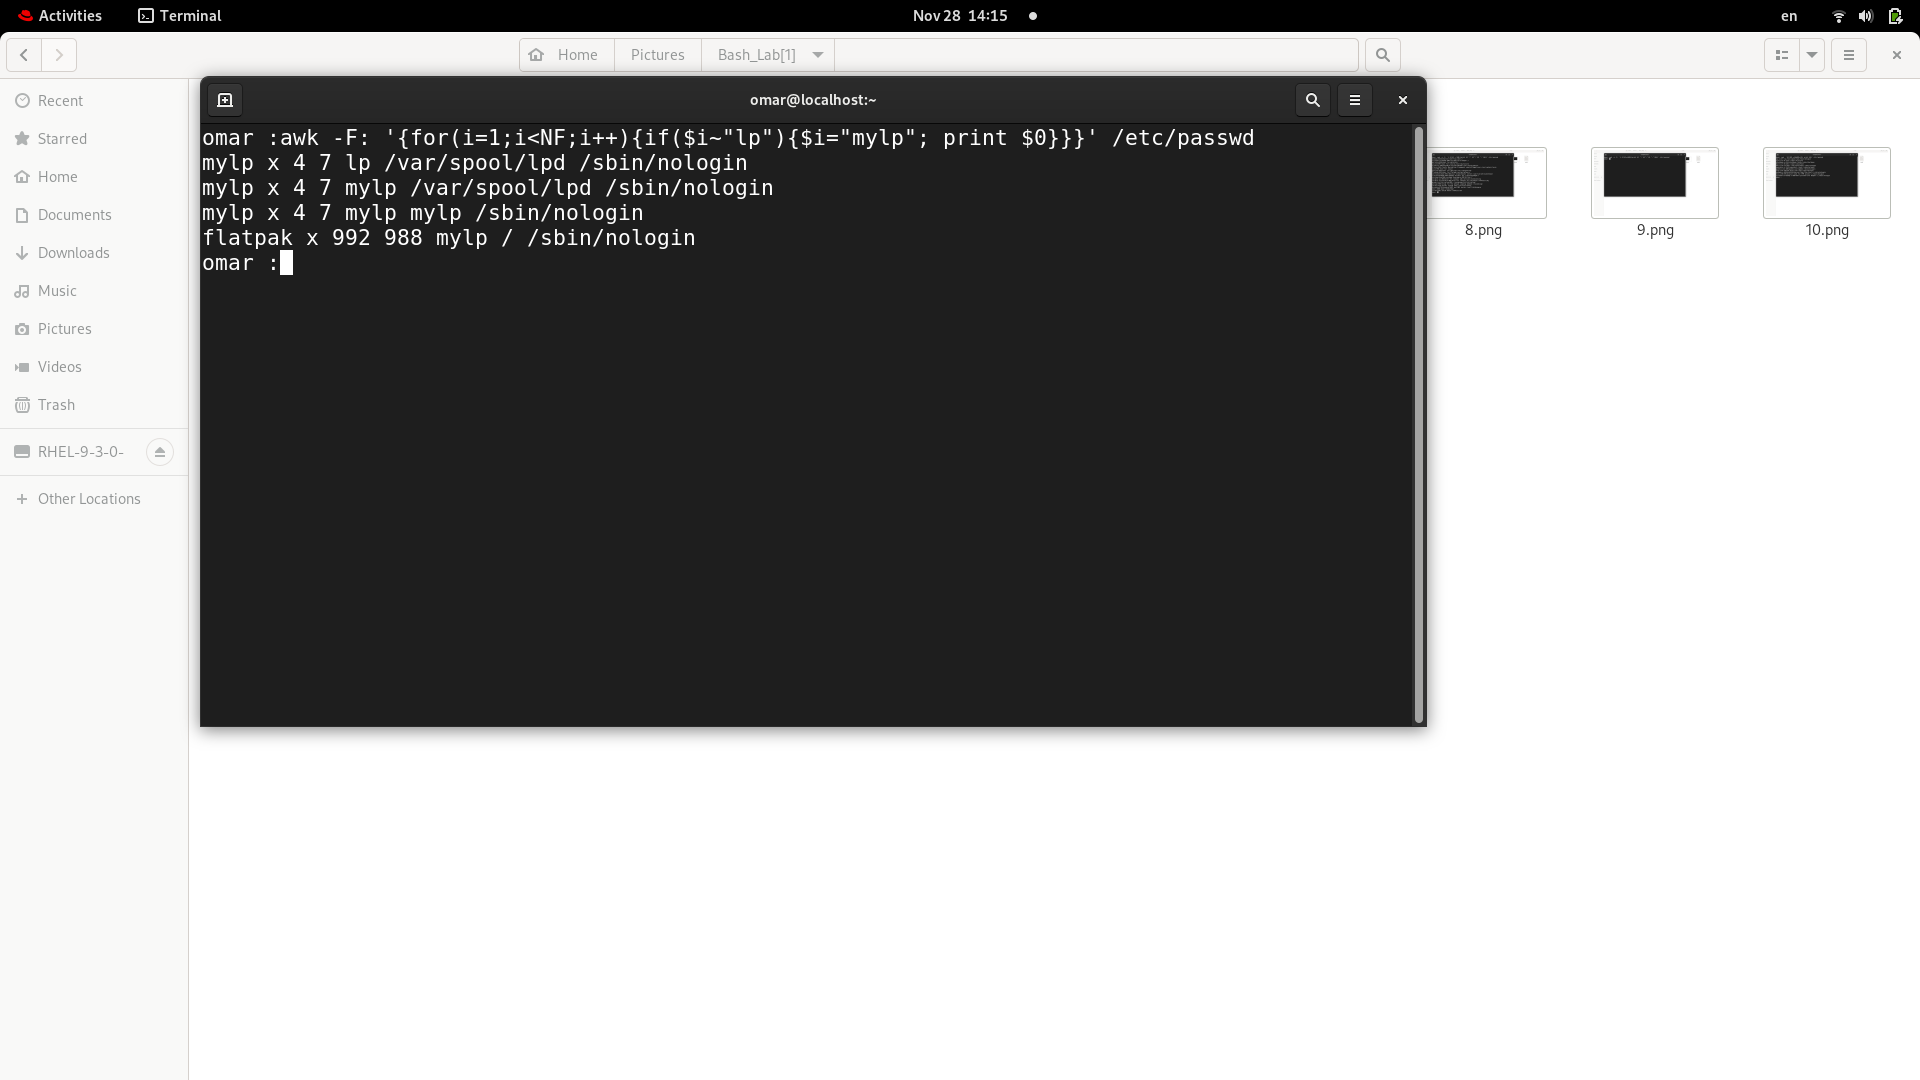 Activities Terminal Nov 28 14:15 en
Home Pictures Bash_Lab[1]
omar@localhost:~
Recent
Starred
Home
Documents
Downloads
Music
Pictures
Videos
Trash
RHEL-9-3-0-
Other Locations
omar :awk -F: '{for(i=1;i<NF;i++){if($i~"lp"){$i="mylp"; print $0}}}' /etc/passwd
mylp x 4 7 lp /var/spool/lpd /sbin/nologin
mylp x 4 7 mylp /var/spool/lpd /sbin/nologin
mylp x 4 7 mylp mylp /sbin/nologin
flatpak x 992 988 mylp / /sbin/nologin
omar :
8.png 9.png 10.png